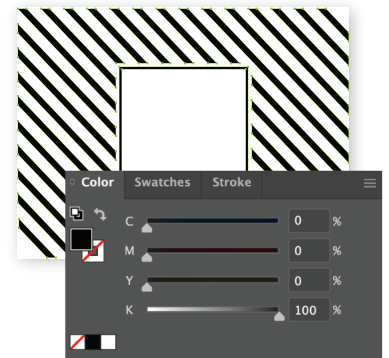 Color Swatches Stroke
C 0 %
M 0 %
Y 0 %
K 100 %